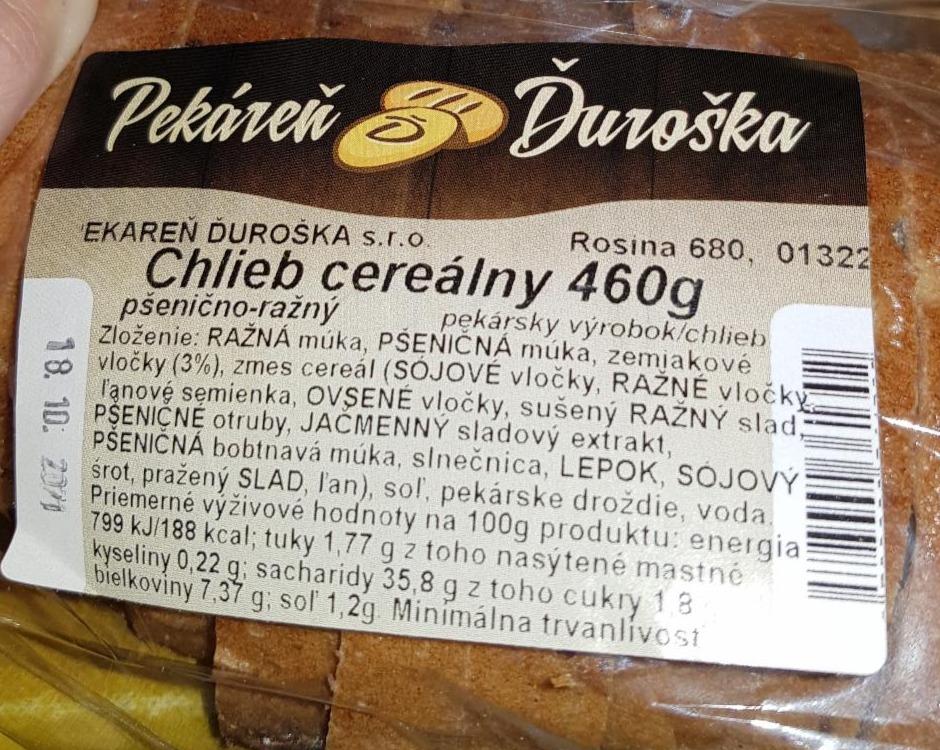 Pekáreň Ďuroška
EKAREŇ ĎUROŠKA s.r.o. Rosina 680, 01322
Chlieb cereálny 460g
pšenično-ražný pekársky výrobok/chlieb
Zloženie: RAŽNÁ múka, PŠENIČNÁ múka, zemiakové
vločky (3%), zmes cereál (SÓJOVÉ vločky, RAŽNÉ vločky,
ľanové semienka, OVSENÉ vločky, sušený RAŽNÝ slad,
PŠENIČNÉ otruby, JAČMENNÝ sladový extrakt,
PŠENIČNÁ bobtnavá múka, slnečnica, LEPOK, SÓJOVÝ
šrot, pražený SLAD, ľan), soľ, pekárske droždie, voda.
Priemerné výživové hodnoty na 100g produktu: energia
799 kJ/188 kcal; tuky 1,77 g z toho nasýtené mastné
kyseliny 0,22 g; sacharidy 35,8 g z toho cukry 1,8
bielkoviny 7,37 g; soľ 1,2g. Minimálna trvanlivosť
18. 10.